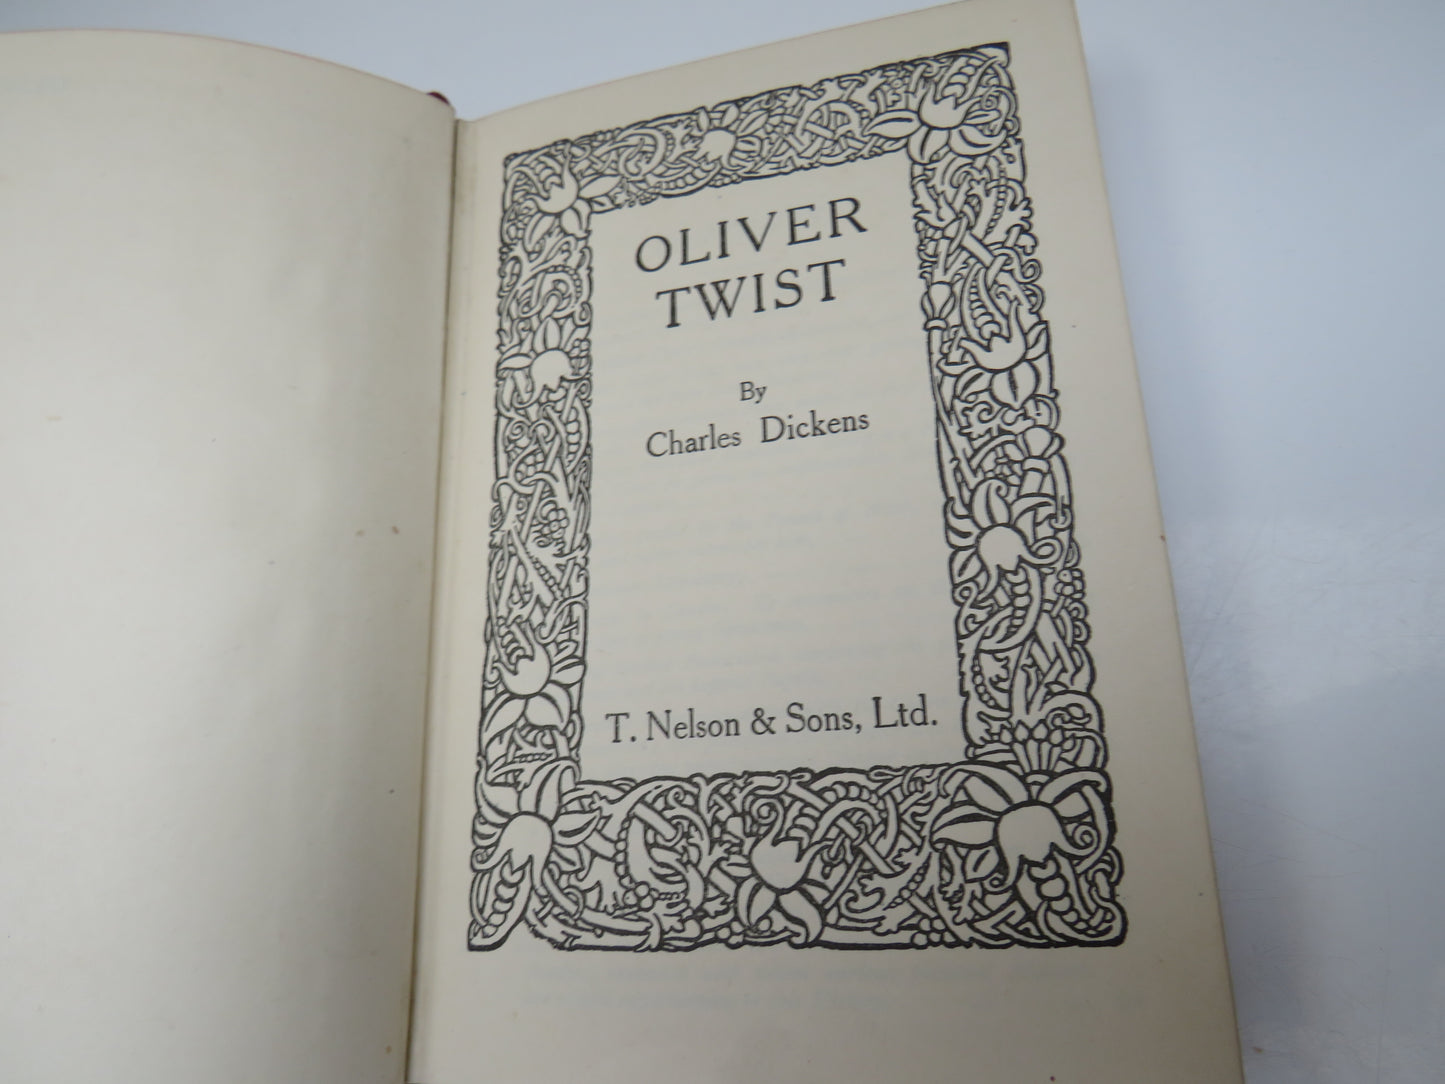 OLIVER
TWIST
By
Charles Dickens
T. Nelson & Sons, Ltd.